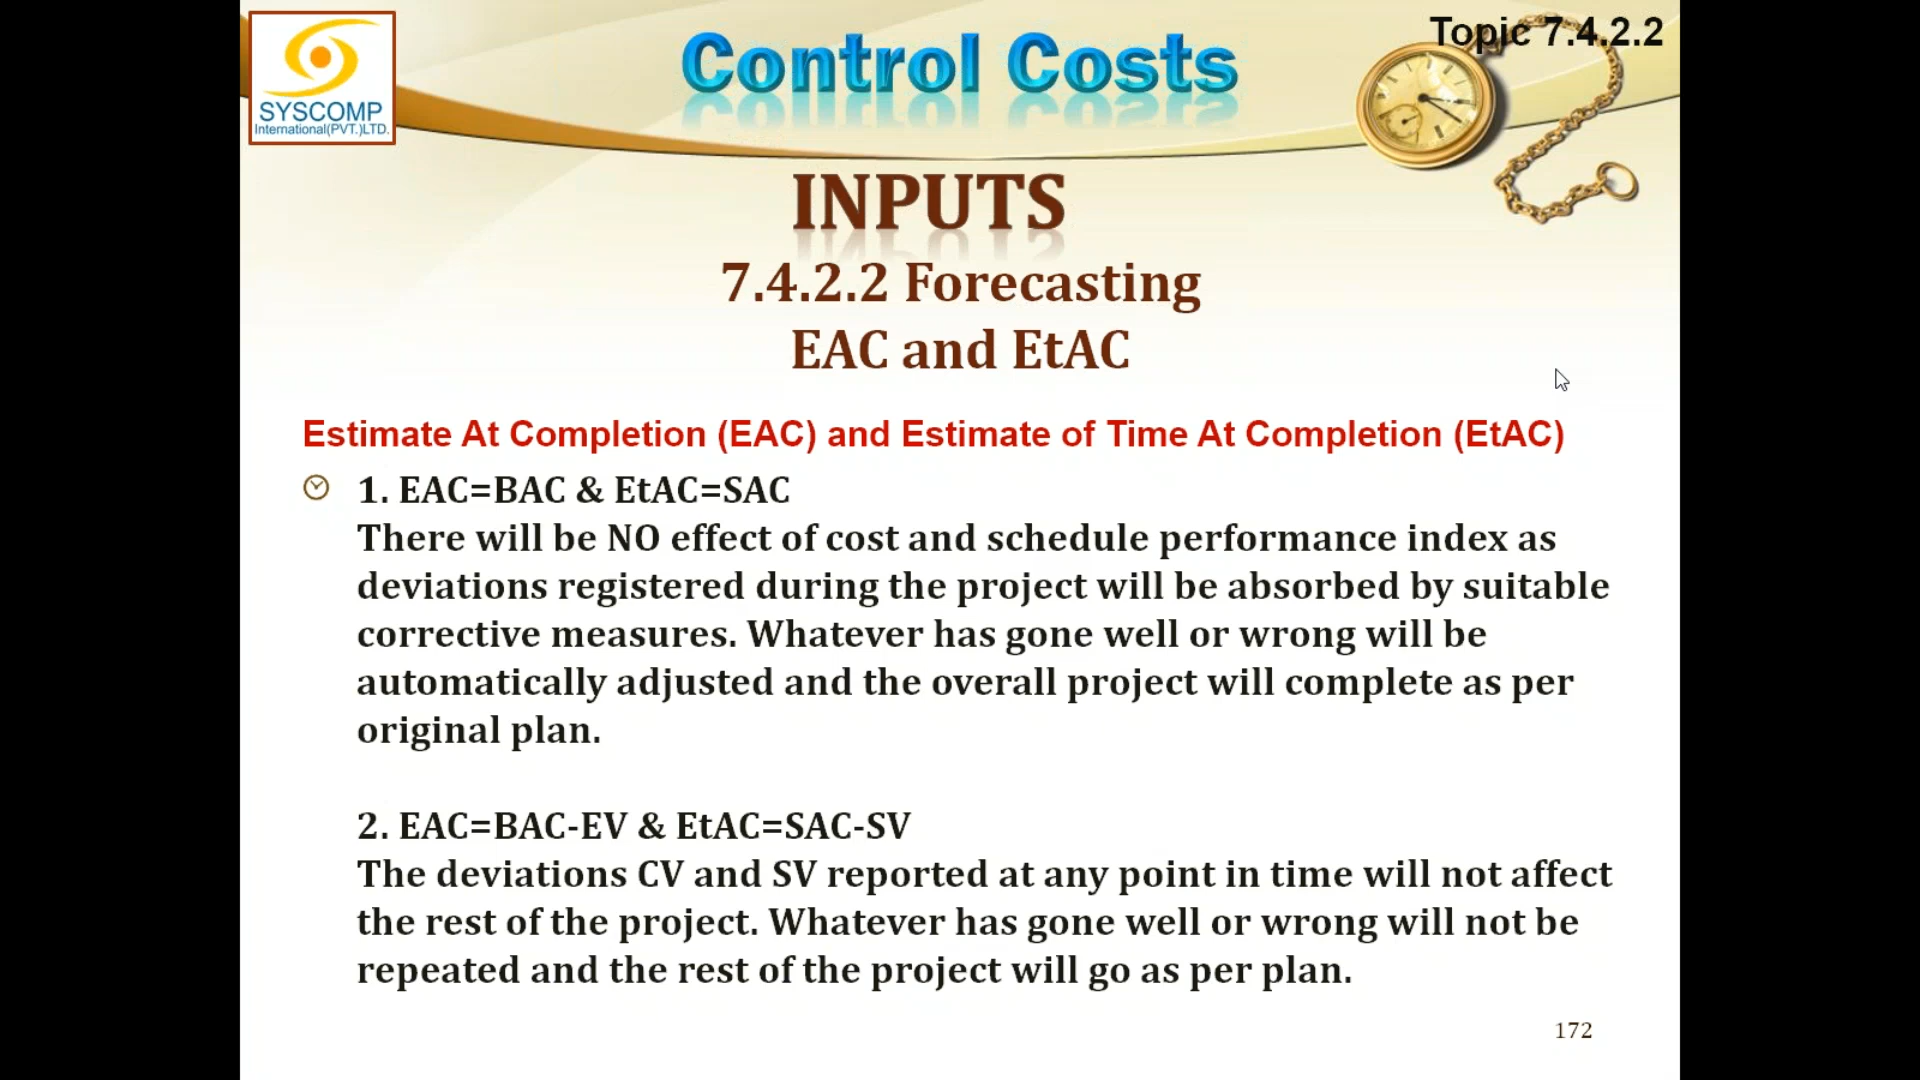 SYSCOMP
International(PVT.)LTD.
Control Costs
Topic 7.4.2.2
INPUTS
7.4.2.2 Forecasting
EAC and EtAC
Estimate At Completion (EAC) and Estimate of Time At Completion (EtAC)
1. EAC=BAC & EtAC=SAC
There will be NO effect of cost and schedule performance index as
deviations registered during the project will be absorbed by suitable
corrective measures. Whatever has gone well or wrong will be
automatically adjusted and the overall project will complete as per
original plan.
2. EAC=BAC-EV & EtAC=SAC-SV
The deviations CV and SV reported at any point in time will not affect
the rest of the project. Whatever has gone well or wrong will not be
repeated and the rest of the project will go as per plan.
172